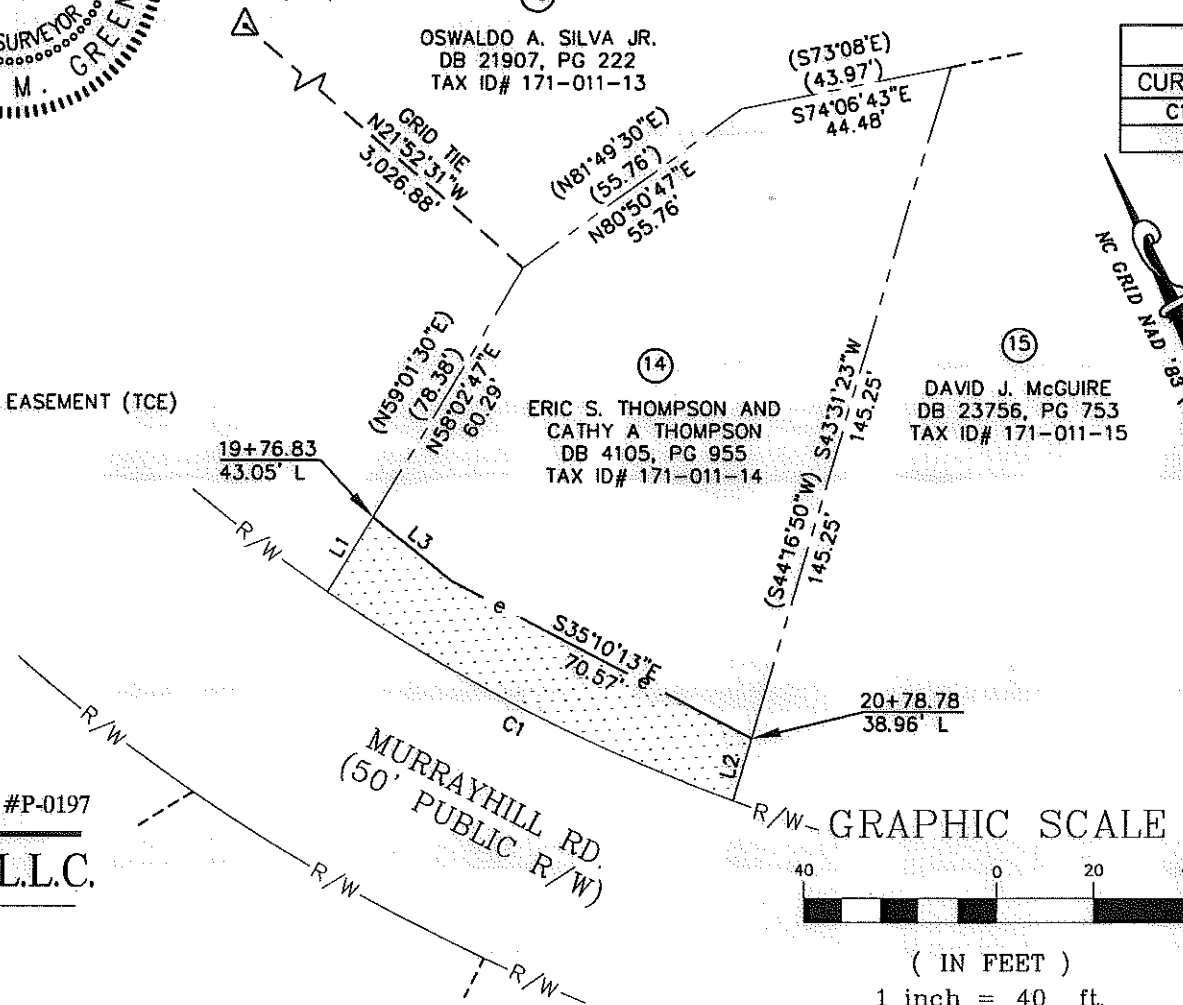 SURVEYOR
M. GREEN
OSWALDO A. SILVA JR.
DB 21907, PG 222
TAX ID# 171-011-13
GRID TIE
N21°52'31"W
3,026.88'
(N81°49'30"E)
(55.76')
N80°50'47"E
55.76'
(S73°08'E)
(43.97')
S74°06'43"E
44.48'
CUR
C1
NC GRID NAD '83
(N59°01'30"E)
(78.38')
N58°02'47"E
60.29'
14
ERIC S. THOMPSON AND
CATHY A THOMPSON
DB 4105, PG 955
TAX ID# 171-011-14
(S44°16'50"W) S43°31'23"W
145.25' 145.25'
15
DAVID J. McGUIRE
DB 23756, PG 753
TAX ID# 171-011-15
EASEMENT (TCE)
19+76.83
43.05' L
R/W
L1
L3
e
S35°10'13"E
70.57'
e
20+78.78
38.96' L
C1
L2
R/W
R/W
MURRAYHILL RD.
(50' PUBLIC R/W)
R/W
R/W
#P-0197
L.L.C.
GRAPHIC SCALE
40 0 20
( IN FEET )
1 inch = 40 ft.